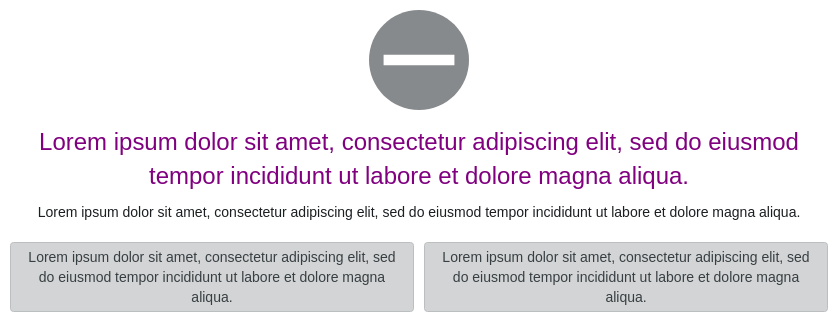 Lorem ipsum dolor sit amet, consectetur adipiscing elit, sed do eiusmod
tempor incididunt ut labore et dolore magna aliqua.
Lorem ipsum dolor sit amet, consectetur adipiscing elit, sed do eiusmod tempor incididunt ut labore et dolore magna aliqua.
Lorem ipsum dolor sit amet, consectetur adipiscing elit, sed
do eiusmod tempor incididunt ut labore et dolore magna
aliqua.
Lorem ipsum dolor sit amet, consectetur adipiscing elit, sed
do eiusmod tempor incididunt ut labore et dolore magna
aliqua.